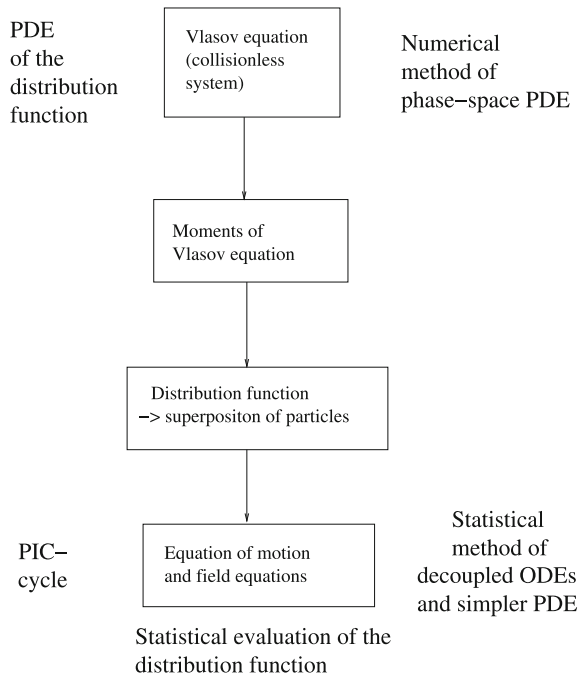 PDE
of the
distribution
function
Vlasov equation
(collisionless
system)
Numerical
method of
phase−space PDE
Moments of
Vlasov equation
Distribution function
−> superpositon of particles
PIC−
cycle
Equation of motion
and field equations
Statistical
method of
decoupled ODEs
and simpler PDE
Statistical evaluation of the
distribution function